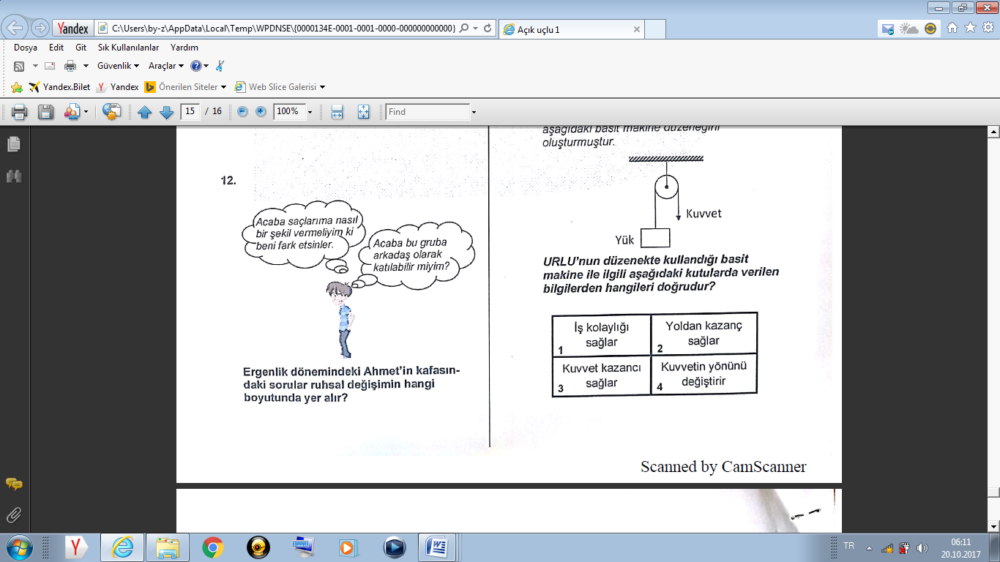 Yandex
C:\Users\by-z\AppData\Local\Temp\WPDNSE\{0000134E-0001-0001-0000-000000000000}
Açık uçlu 1
Dosya Edit Git Sık Kullanılanlar Yardım
Güvenlik Araçlar
Yandex.Bilet Yandex Önerilen Siteler Web Slice Galerisi
15 / 16 100% Find
12.
Acaba saçlarıma nasıl
bir şekil vermeliyim ki
beni fark etsinler.
Acaba bu gruba
arkadaş olarak
katılabilir miyim?
Ergenlik dönemindeki Ahmet'in kafasın-
daki sorular ruhsal değişimin hangi
boyutunda yer alır?
aşağıdaki basit makine düzeneğini
oluşturmuştur.
Kuvvet
Yük
URLU'nun düzenekte kullandığı basit
makine ile ilgili aşağıdaki kutularda verilen
bilgilerden hangileri doğrudur?
İş kolaylığı
sağlar
1
Yoldan kazanç
sağlar
2
Kuvvet kazancı
sağlar
3
Kuvvetin yönünü
değiştirir
4
Scanned by CamScanner
TR
06:11
20.10.2017